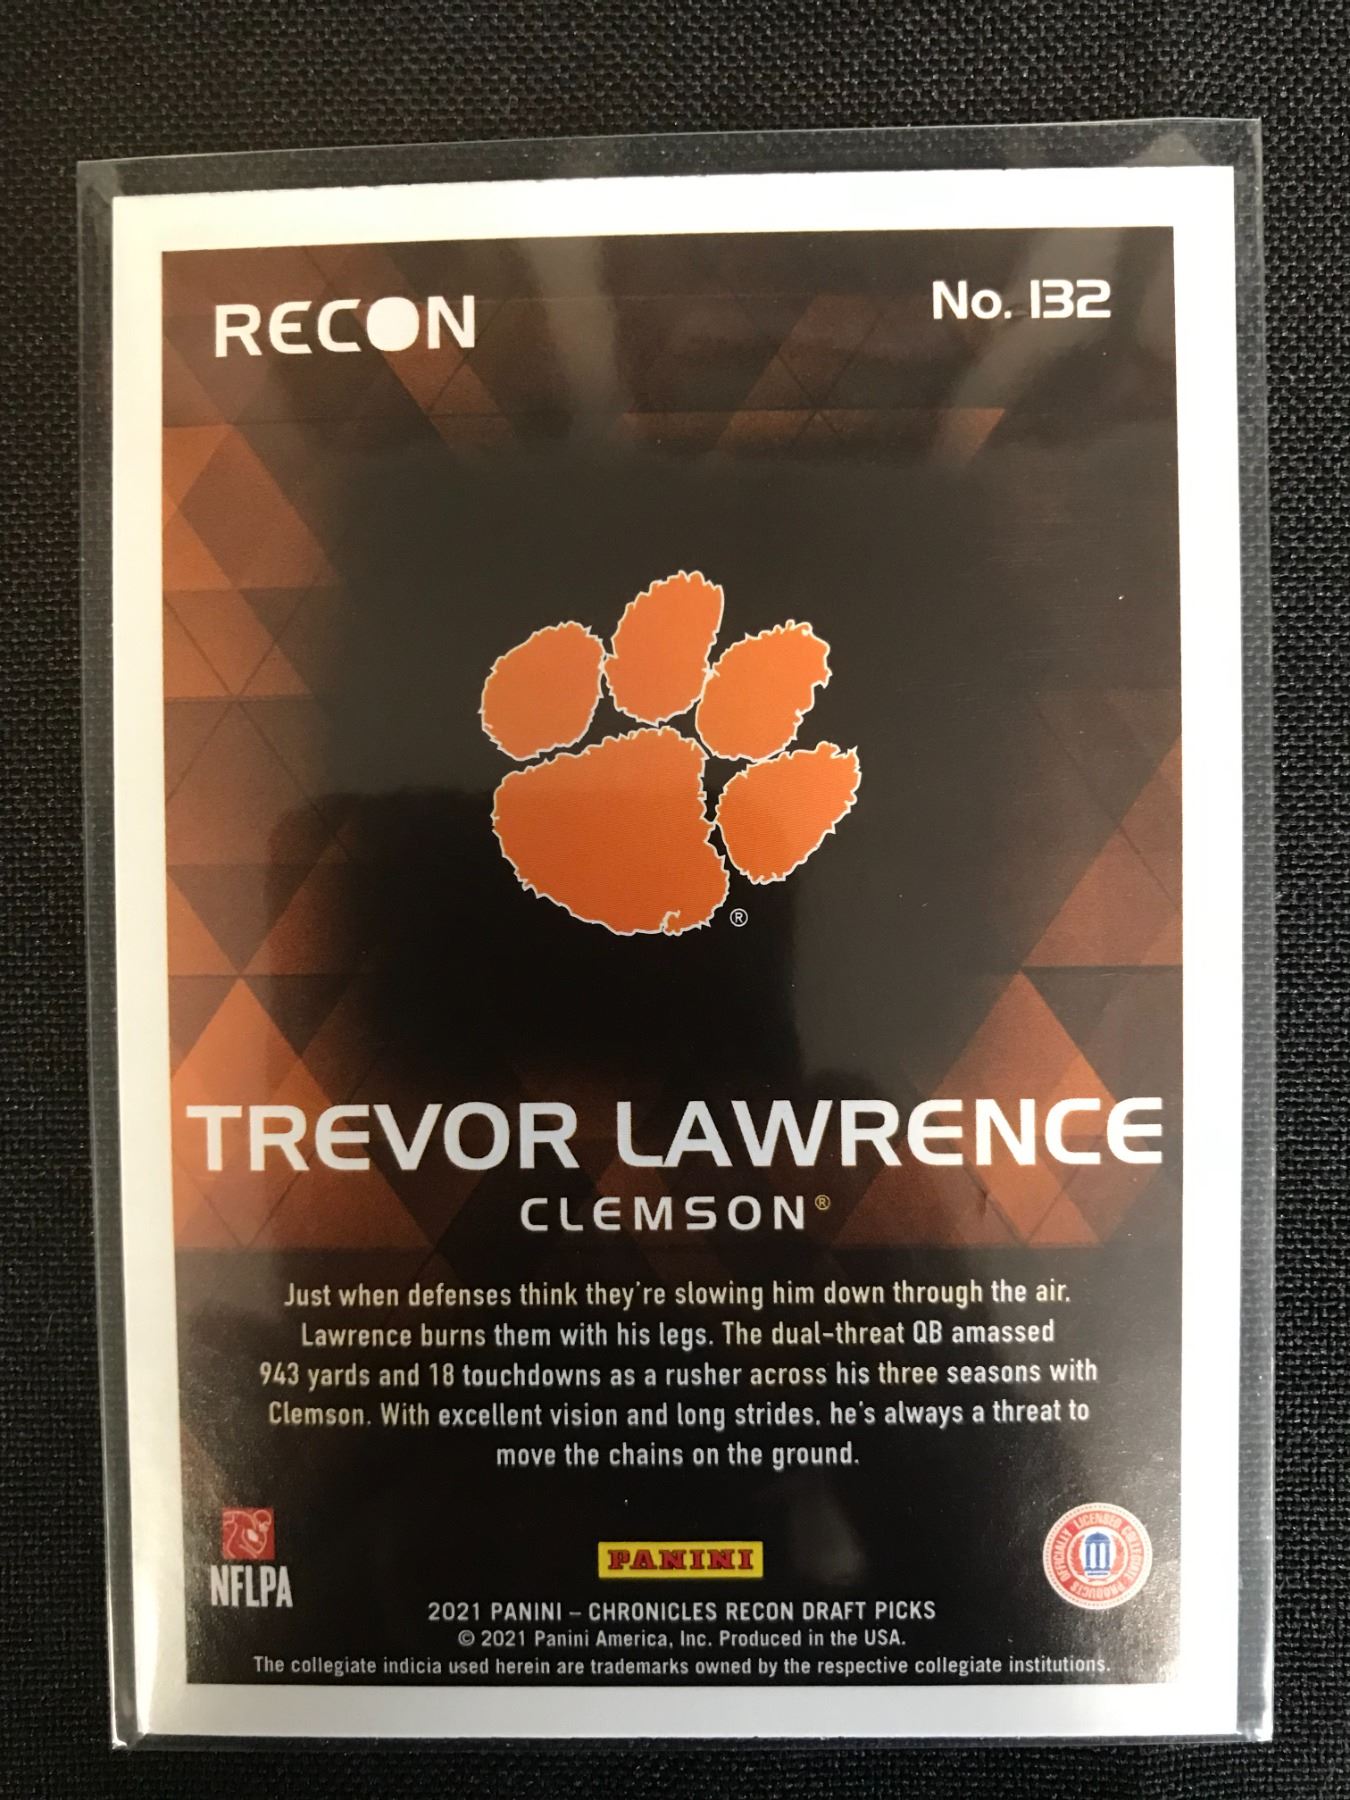 RECON
No. 132
®
TREVOR LAWRENCE
CLEMSON®
Just when defenses think they're slowing him down through the air,
Lawrence burns them with his legs. The dual-threat QB amassed
943 yards and 18 touchdowns as a rusher across his three seasons with
Clemson. With excellent vision and long strides, he's always a threat to
move the chains on the ground.
NFLPA
PANINI
OFFICIALLY LICENSED COLLEGIATE PRODUCTS
2021 PANINI – CHRONICLES RECON DRAFT PICKS
© 2021 Panini America, Inc. Produced in the USA.
The collegiate indicia used herein are trademarks owned by the respective collegiate institutions.